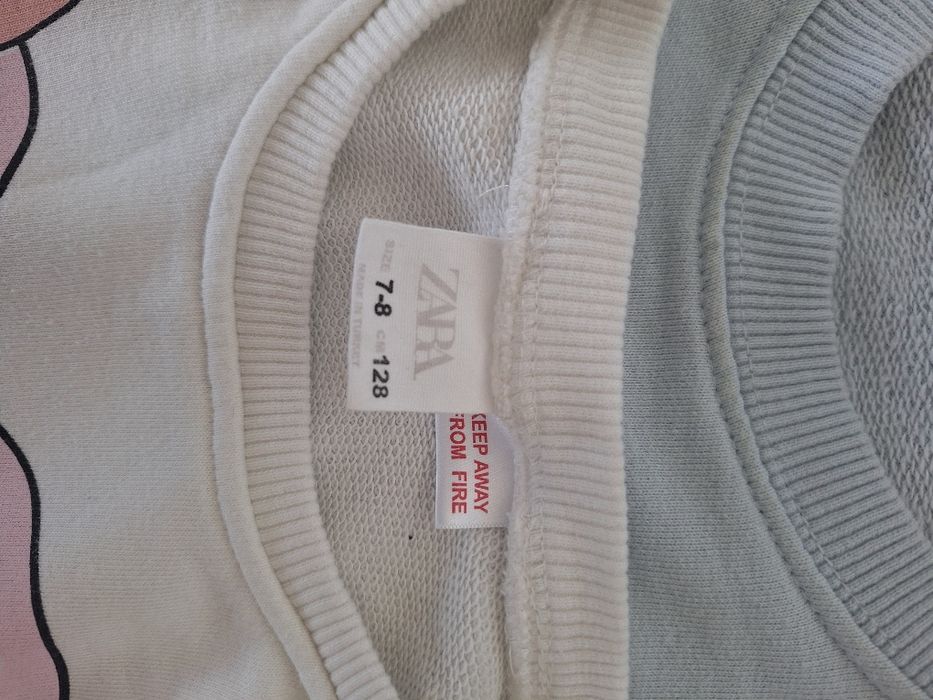 ZARA
SIZE 7-8 CM 128
MADE IN TURKEY
KEEP AWAY
FROM FIRE